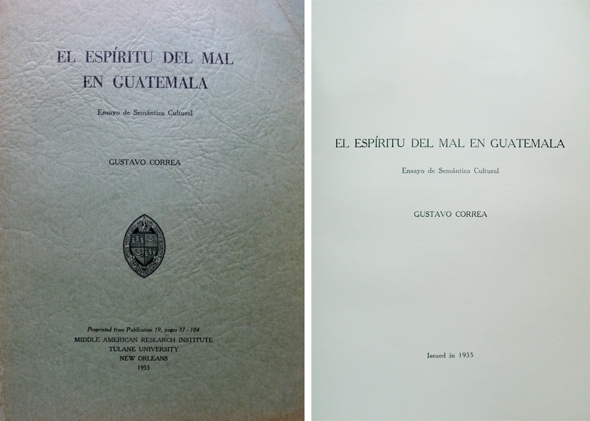 EL ESPÍRITU DEL MAL
EN GUATEMALA
Ensayo de Semántica Cultural
GUSTAVO CORREA
Preprinted from Publication 19, pages 37 - 104
MIDDLE AMERICAN RESEARCH INSTITUTE
TULANE UNIVERSITY
NEW ORLEANS
1955
EL ESPÍRITU DEL MAL EN GUATEMALA
Ensayo de Semántica Cultural
GUSTAVO CORREA
Issued in 1955